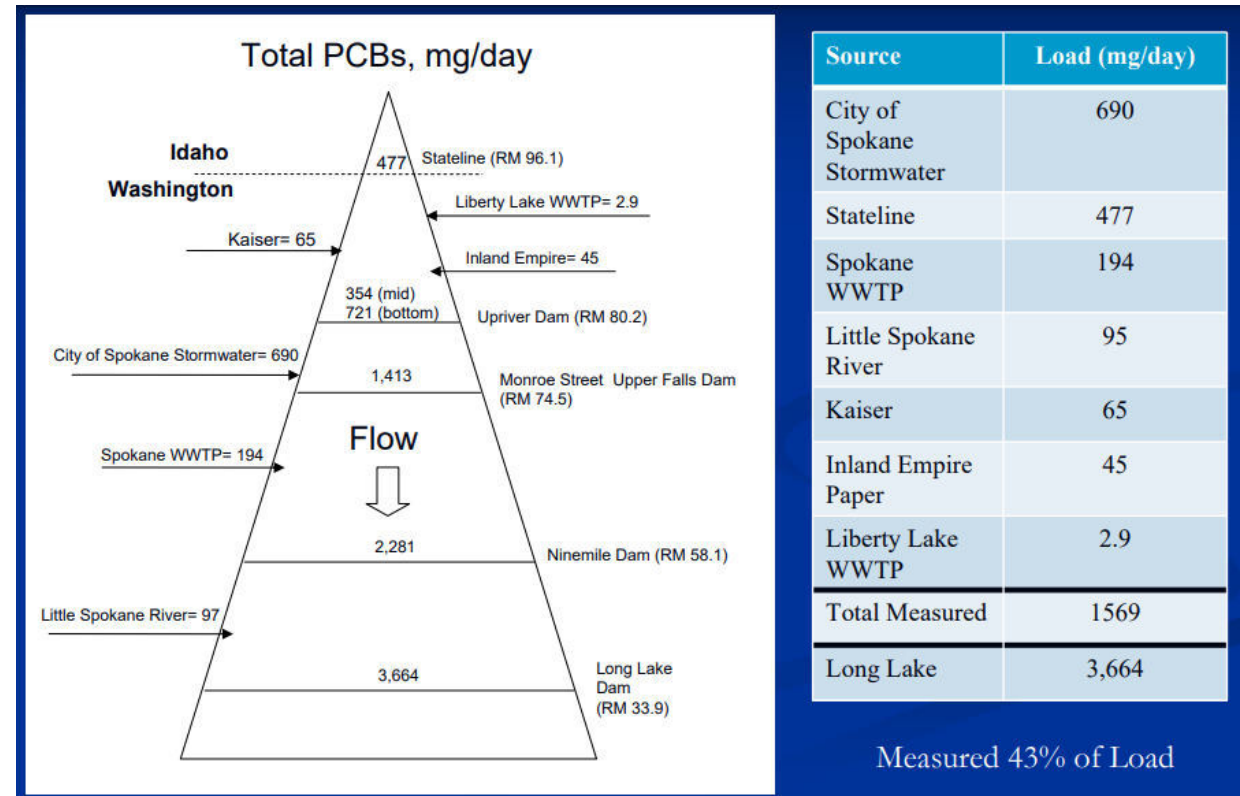 Total PCBs, mg/day
Idaho
477
Stateline (RM 96.1)
Washington
Liberty Lake WWTP= 2.9
Kaiser= 65
Inland Empire= 45
354 (mid)
721 (bottom)
Upriver Dam (RM 80.2)
City of Spokane Stormwater= 690
1,413
Monroe Street Upper Falls Dam
(RM 74.5)
Flow
Spokane WWTP= 194
2,281
Ninemile Dam (RM 58.1)
Little Spokane River= 97
3,664
Long Lake
Dam
(RM 33.9)
Source Load (mg/day)
City of 690
Spokane
Stormwater
Stateline 477
Spokane 194
WWTP
Little Spokane 95
River
Kaiser 65
Inland Empire 45
Paper
Liberty Lake 2.9
WWTP
Total Measured 1569
Long Lake 3,664
Measured 43% of Load